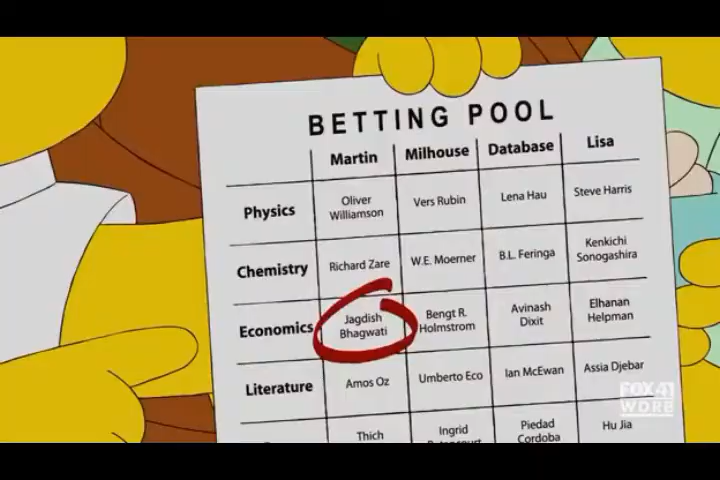 BETTING POOL
Martin Milhouse Database Lisa
Physics Oliver Williamson Vers Rubin Lena Hau Steve Harris
Chemistry Richard Zare W.E. Moerner B.L. Feringa Kenkichi Sonogashira
Economics Jagdish Bhagwati Bengt R. Holmstrom Avinash Dixit Elhanan Helpman
Literature Amos Oz Umberto Eco Ian McEwan Assia Djebar
Thich Ingrid Piedad Cordoba Hu Jia
FOX 41
WDRB